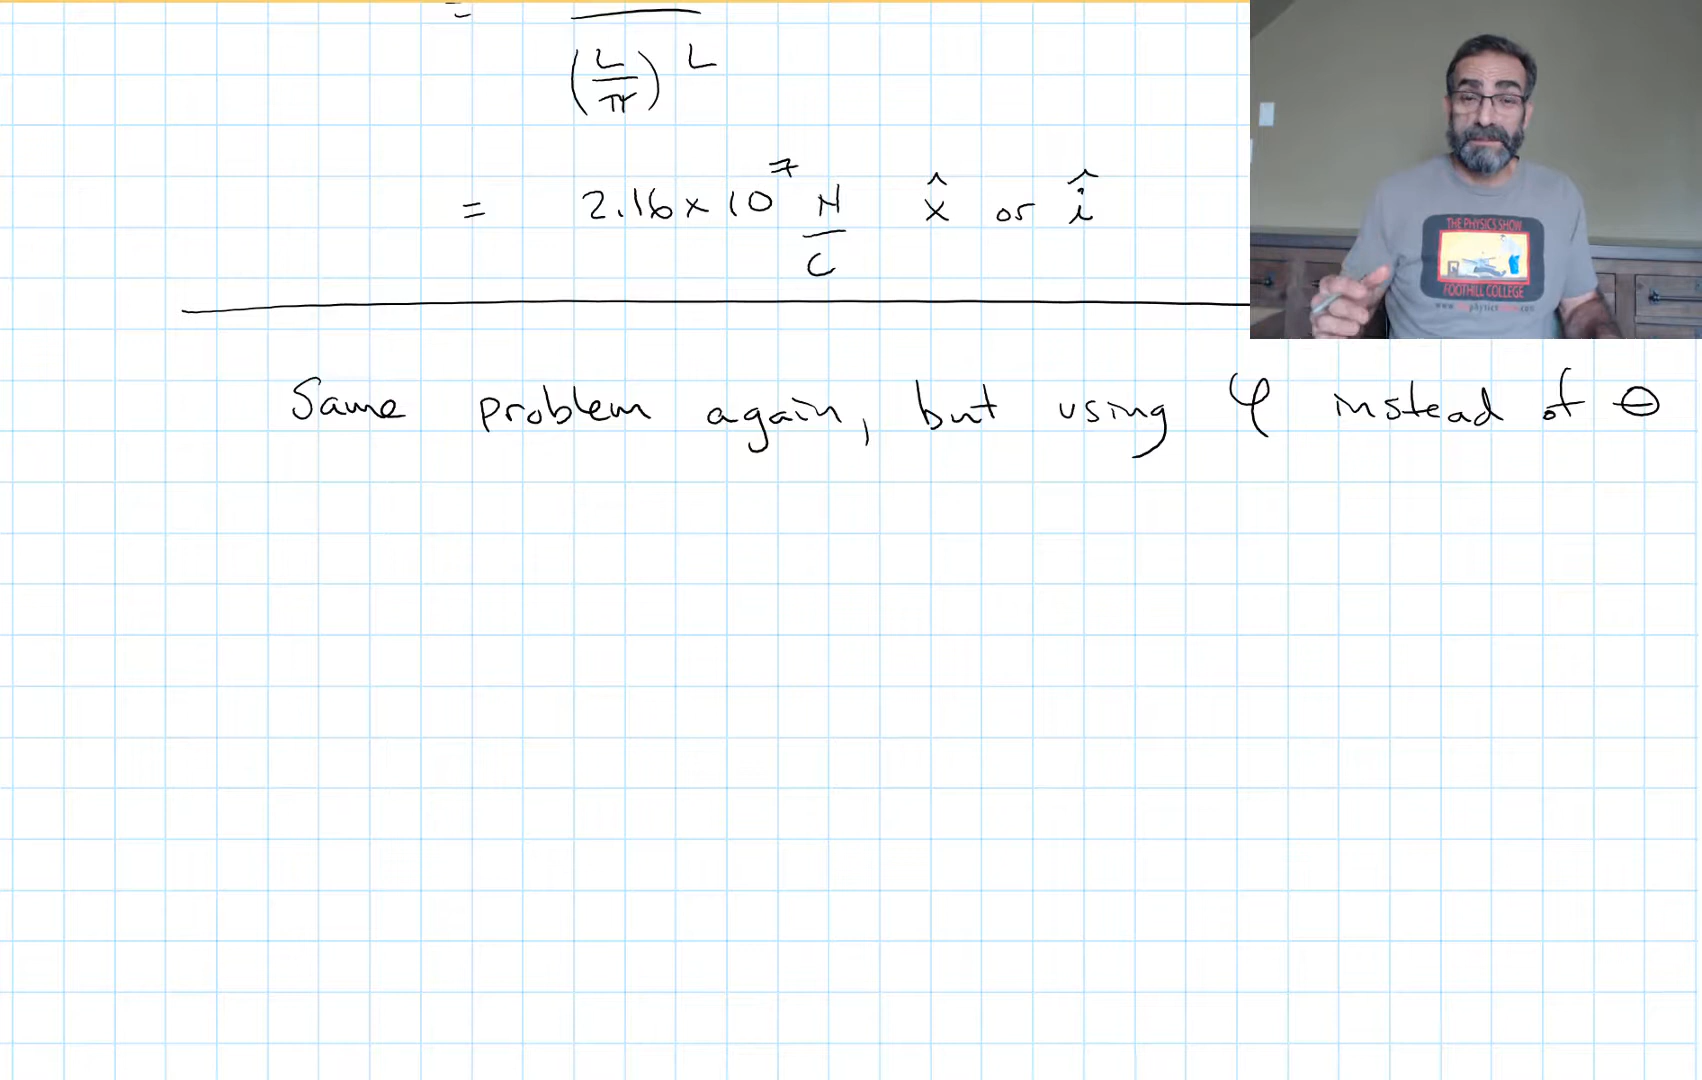 =
(L/π) L
= 2.16 × 10⁷ N/C x̂ or î
THE PHYSICS SHOW
FOOTHILL COLLEGE
Same problem again, but using φ instead of θ